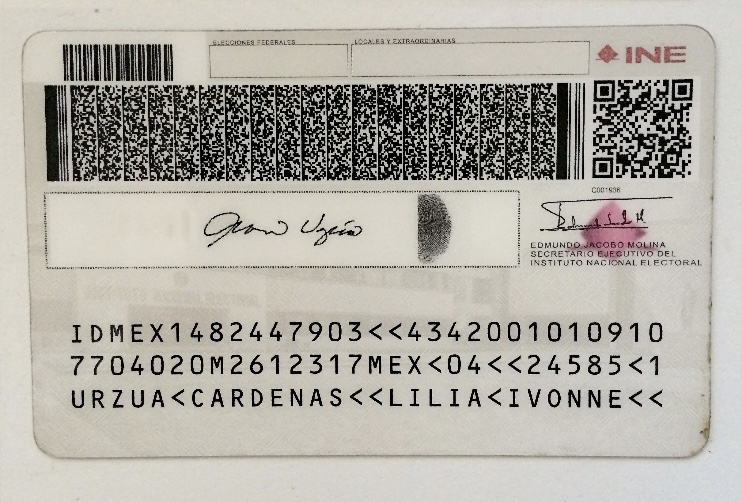 ELECCIONES FEDERALES
LOCALES Y EXTRAORDINARIAS
INE
C001936
EDMUNDO JACOBO MOLINA
SECRETARIO EJECUTIVO DEL
INSTITUTO NACIONAL ELECTORAL
IDMEX1482447903<<4342001010910
7704020M2612317MEX<04<<24585<1
URZUA<CARDENAS<<LILIA<IVONNE<<